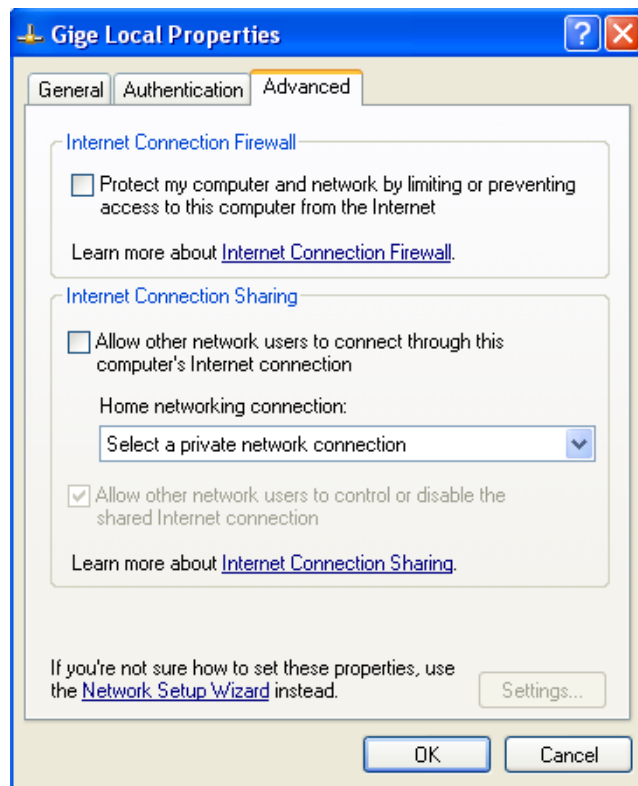 Gige Local Properties
General
Authentication
Advanced
Internet Connection Firewall
Protect my computer and network by limiting or preventing
access to this computer from the Internet
Learn more about Internet Connection Firewall.
Internet Connection Sharing
Allow other network users to connect through this
computer's Internet connection
Home networking connection:
Select a private network connection
Allow other network users to control or disable the
shared Internet connection
Learn more about Internet Connection Sharing.
If you're not sure how to set these properties, use
the Network Setup Wizard instead.
Settings...
OK
Cancel